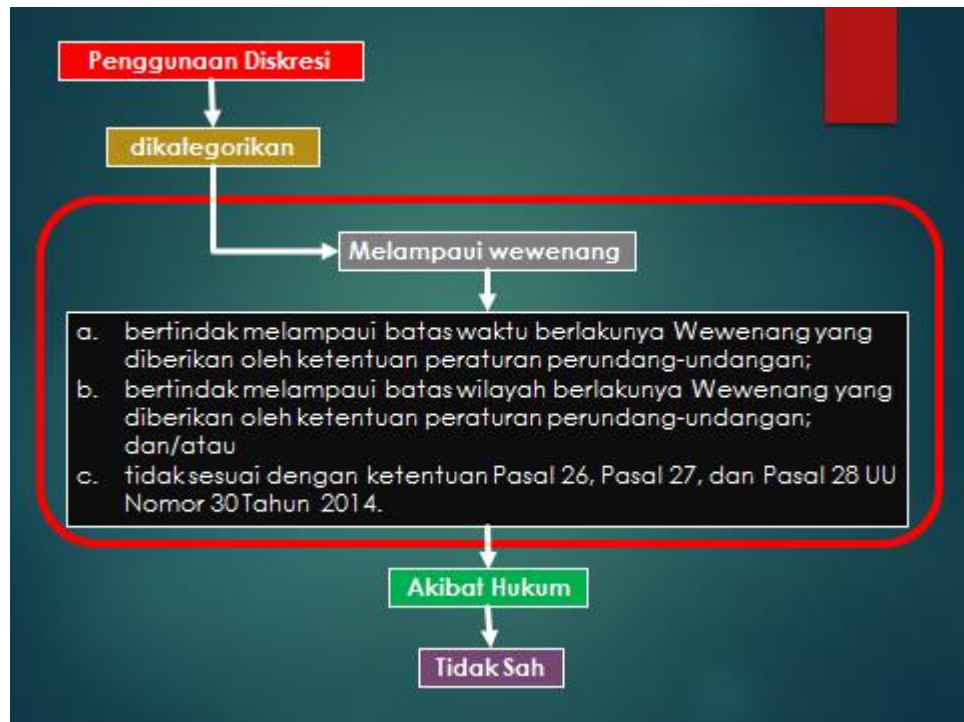 Penggunaan Diskresi
dikategorikan
Melampaui wewenang
a. bertindak melampaui batas waktu berlakunya Wewenang yang
diberikan oleh ketentuan peraturan perundang-undangan;
b. bertindak melampaui batas wilayah berlakunya Wewenang yang
diberikan oleh ketentuan peraturan perundang-undangan;
dan/atau
c. tidak sesuai dengan ketentuan Pasal 26, Pasal 27, dan Pasal 28 UU
Nomor 30 Tahun 2014.
Akibat Hukum
Tidak Sah